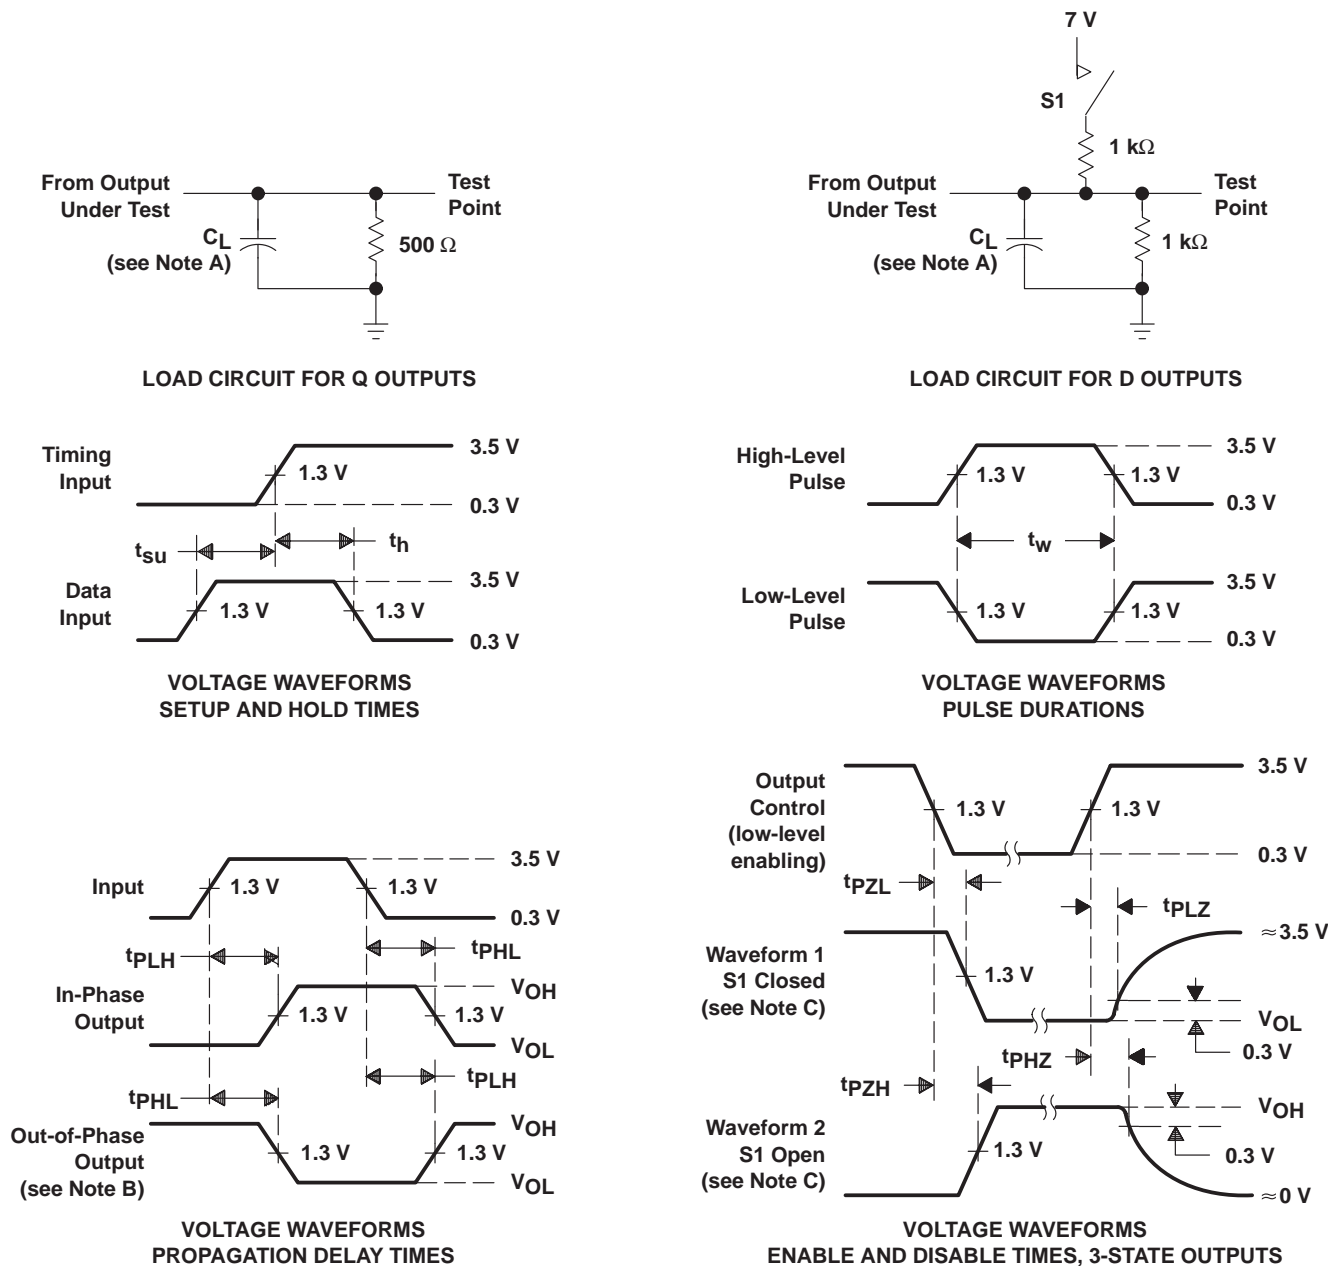 7 V
S1
1 kΩ
From Output
Under Test
Test
Point
CL
(see Note A)
500 Ω
From Output
Under Test
Test
Point
CL
(see Note A)
1 kΩ
LOAD CIRCUIT FOR Q OUTPUTS
LOAD CIRCUIT FOR D OUTPUTS
Timing
Input
3.5 V
1.3 V
0.3 V
tsu
th
Data
Input
3.5 V
1.3 V
1.3 V
0.3 V
VOLTAGE WAVEFORMS
SETUP AND HOLD TIMES
High-Level
Pulse
3.5 V
1.3 V
1.3 V
0.3 V
tw
Low-Level
Pulse
3.5 V
1.3 V
1.3 V
0.3 V
VOLTAGE WAVEFORMS
PULSE DURATIONS
Input
3.5 V
1.3 V
1.3 V
0.3 V
tPLH
tPHL
In-Phase
Output
VOH
1.3 V
1.3 V
VOL
tPHL
tPLH
Out-of-Phase
Output
(see Note B)
VOH
1.3 V
1.3 V
VOL
VOLTAGE WAVEFORMS
PROPAGATION DELAY TIMES
Output
Control
(low-level
enabling)
3.5 V
1.3 V
1.3 V
0.3 V
tPZL
tPLZ
Waveform 1
S1 Closed
(see Note C)
≈3.5 V
1.3 V
VOL
0.3 V
tPHZ
tPZH
Waveform 2
S1 Open
(see Note C)
VOH
1.3 V
0.3 V
≈0 V
VOLTAGE WAVEFORMS
ENABLE AND DISABLE TIMES, 3-STATE OUTPUTS